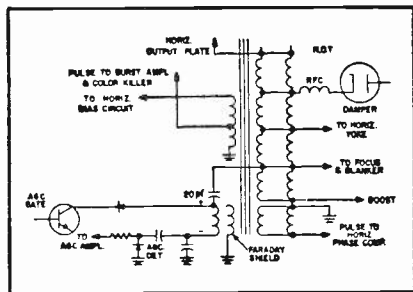 HORIZ.
OUTPUT PLATE
PULSE TO BURST AMPL
& COLOR KILLER
TO HORIZ.
BIAS CIRCUIT
RFC
DAMPER
TO HORIZ.
YOKE
TO FOCUS
& BLANKER
BOOST
PULSE TO
HORIZ
PHASE COMP.
AGC
GATE
20 pf
TO
AGC AMPL.
AGC
DET
FARADAY
SHIELD